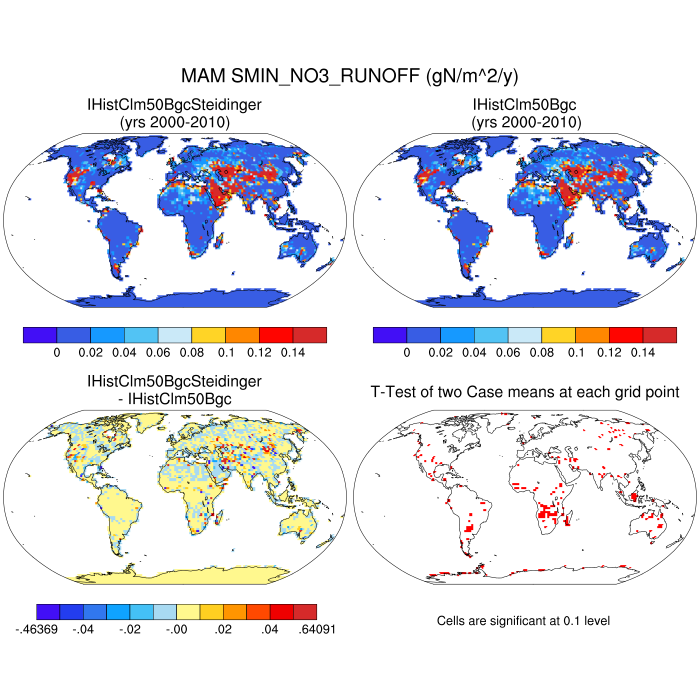 MAM SMIN_NO3_RUNOFF (gN/m^2/y)
IHistClm50BgcSteidinger
(yrs 2000-2010)
IHistClm50Bgc
(yrs 2000-2010)
0 0.02 0.04 0.06 0.08 0.1 0.12 0.14
0 0.02 0.04 0.06 0.08 0.1 0.12 0.14
IHistClm50BgcSteidinger
- IHistClm50Bgc
T-Test of two Case means at each grid point
-.46369 -.04 -.02 -.00 .02 .04 .64091
Cells are significant at 0.1 level